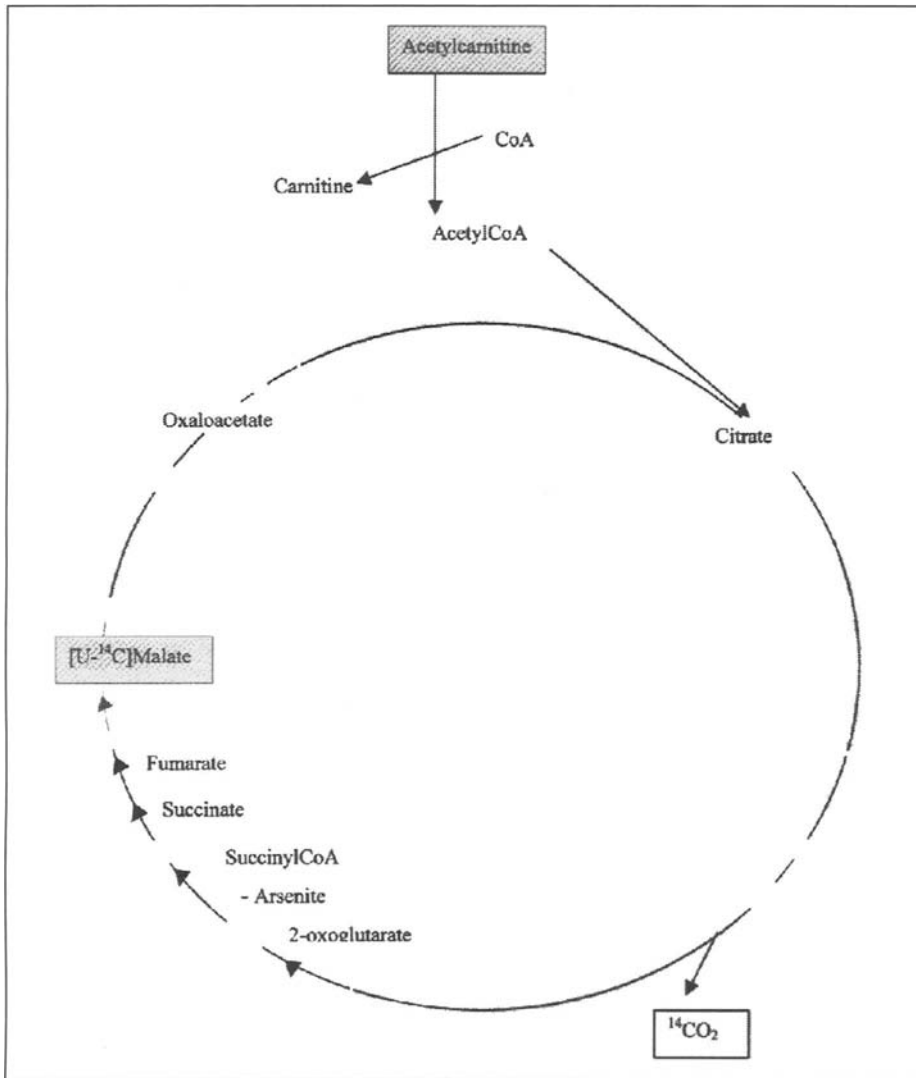 Acetylcarnitine
CoA
Carnitine
AcetylCoA
Oxaloacetate
Citrate
[U-¹⁴C]Malate
Fumarate
Succinate
SuccinylCoA
- Arsenite
2-oxoglutarate
¹⁴CO₂